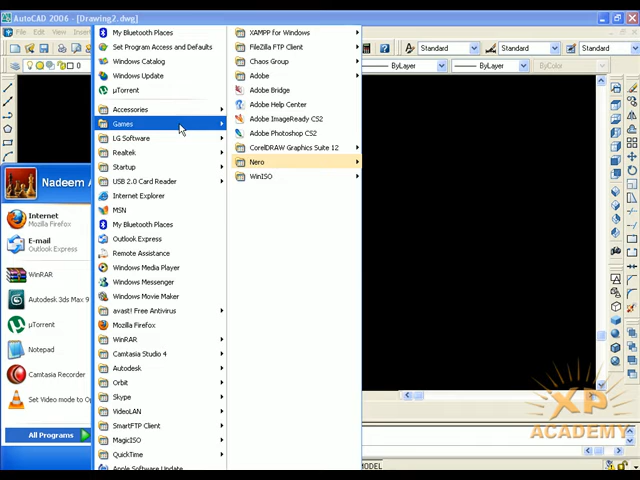 AutoCAD 2006 - [Drawing2.dwg]
File Edit View Inser
Standard
Standard
Standard
0
ByLayer
ByLayer
ByColor
Nadeem A
Internet
Mozilla Firefox
E-mail
Outlook Express
WinRAR
Autodesk 3ds Max 9
µTorrent
Notepad
Camtasia Recorder
Set Video mode to Op
All Programs
My Bluetooth Places
Set Program Access and Defaults
Windows Catalog
Windows Update
µTorrent
Accessories
Games
LG Software
Realtek
Startup
USB 2.0 Card Reader
Internet Explorer
MSN
My Bluetooth Places
Outlook Express
Remote Assistance
Windows Media Player
Windows Messenger
Windows Movie Maker
avast! Free Antivirus
Mozilla Firefox
WinRAR
Camtasia Studio 4
Autodesk
Orbit
Skype
VideoLAN
SmartFTP Client
MagicISO
QuickTime
Apple Software Update
XAMPP for Windows
FileZilla FTP Client
Chaos Group
Adobe
Adobe Bridge
Adobe Help Center
Adobe ImageReady CS2
Adobe Photoshop CS2
CorelDRAW Graphics Suite 12
Nero
WinISO
XP
ACADEMY
MODEL